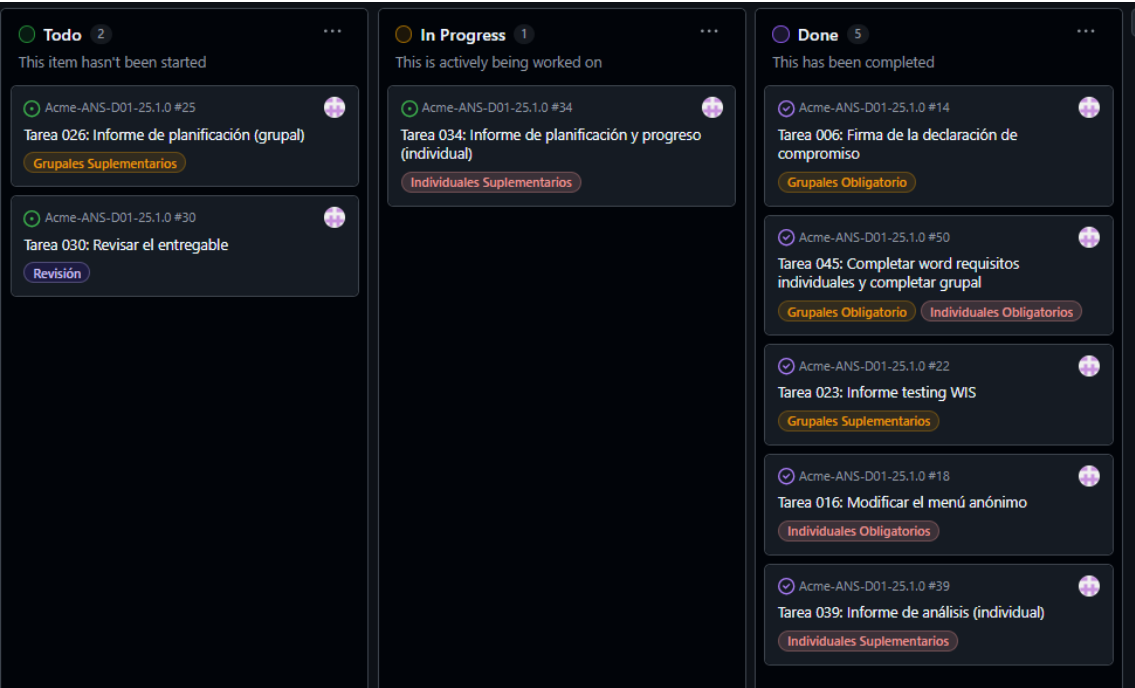 Todo 2 ...
This item hasn't been started
Acme-ANS-D01-25.1.0 #25
Tarea 026: Informe de planificación (grupal)
Grupales Suplementarios
Acme-ANS-D01-25.1.0 #30
Tarea 030: Revisar el entregable
Revisión
In Progress 1 ...
This is actively being worked on
Acme-ANS-D01-25.1.0 #34
Tarea 034: Informe de planificación y progreso
(individual)
Individuales Suplementarios
Done 5 ...
This has been completed
Acme-ANS-D01-25.1.0 #14
Tarea 006: Firma de la declaración de
compromiso
Grupales Obligatorio
Acme-ANS-D01-25.1.0 #50
Tarea 045: Completar word requisitos
individuales y completar grupal
Grupales Obligatorio Individuales Obligatorios
Acme-ANS-D01-25.1.0 #22
Tarea 023: Informe testing WIS
Grupales Suplementarios
Acme-ANS-D01-25.1.0 #18
Tarea 016: Modificar el menú anónimo
Individuales Obligatorios
Acme-ANS-D01-25.1.0 #39
Tarea 039: Informe de análisis (individual)
Individuales Suplementarios